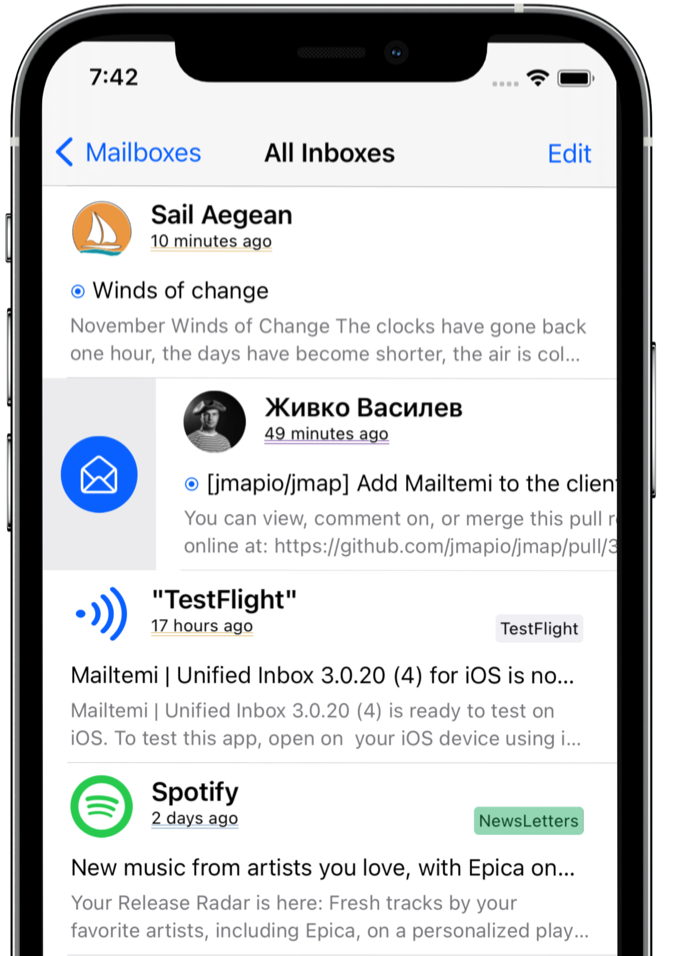 7:42
Mailboxes
All Inboxes
Edit
Sail Aegean
10 minutes ago
Winds of change
November Winds of Change The clocks have gone back
one hour, the days have become shorter, the air is col...
Живко Василев
49 minutes ago
[jmapio/jmap] Add Mailtemi to the clien
You can view, comment on, or merge this pull r
online at: https://github.com/jmapio/jmap/pull/3
"TestFlight"
17 hours ago
TestFlight
Mailtemi | Unified Inbox 3.0.20 (4) for iOS is no...
Mailtemi | Unified Inbox 3.0.20 (4) is ready to test on
iOS. To test this app, open on  your iOS device using i...
Spotify
2 days ago
NewsLetters
New music from artists you love, with Epica on...
Your Release Radar is here: Fresh tracks by your
favorite artists, including Epica, on a personalized play...